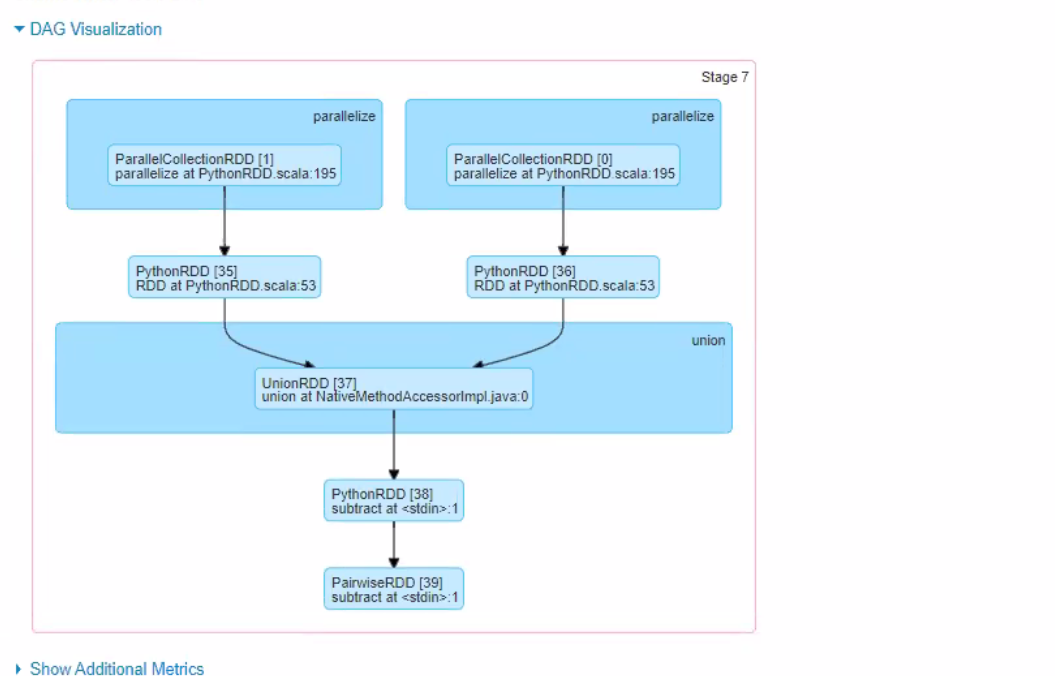 DAG Visualization
Stage 7
parallelize
parallelize
ParallelCollectionRDD [1]
parallelize at PythonRDD.scala:195
ParallelCollectionRDD [0]
parallelize at PythonRDD.scala:195
PythonRDD [35]
RDD at PythonRDD.scala:53
PythonRDD [36]
RDD at PythonRDD.scala:53
union
UnionRDD [37]
union at NativeMethodAccessorImpl.java:0
PythonRDD [38]
subtract at <stdin>:1
PairwiseRDD [39]
subtract at <stdin>:1
Show Additional Metrics